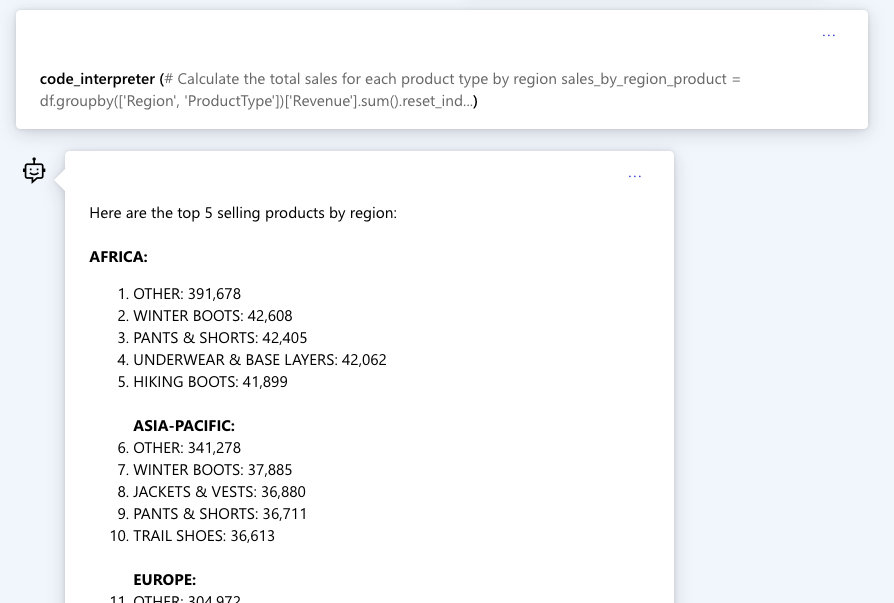 ...
code_interpreter (# Calculate the total sales for each product type by region sales_by_region_product =
df.groupby(['Region', 'ProductType'])['Revenue'].sum().reset_ind...)
...
Here are the top 5 selling products by region:
AFRICA:
1. OTHER: 391,678
2. WINTER BOOTS: 42,608
3. PANTS & SHORTS: 42,405
4. UNDERWEAR & BASE LAYERS: 42,062
5. HIKING BOOTS: 41,899
ASIA-PACIFIC:
6. OTHER: 341,278
7. WINTER BOOTS: 37,885
8. JACKETS & VESTS: 36,880
9. PANTS & SHORTS: 36,711
10. TRAIL SHOES: 36,613
EUROPE:
11. OTHER: 304,972